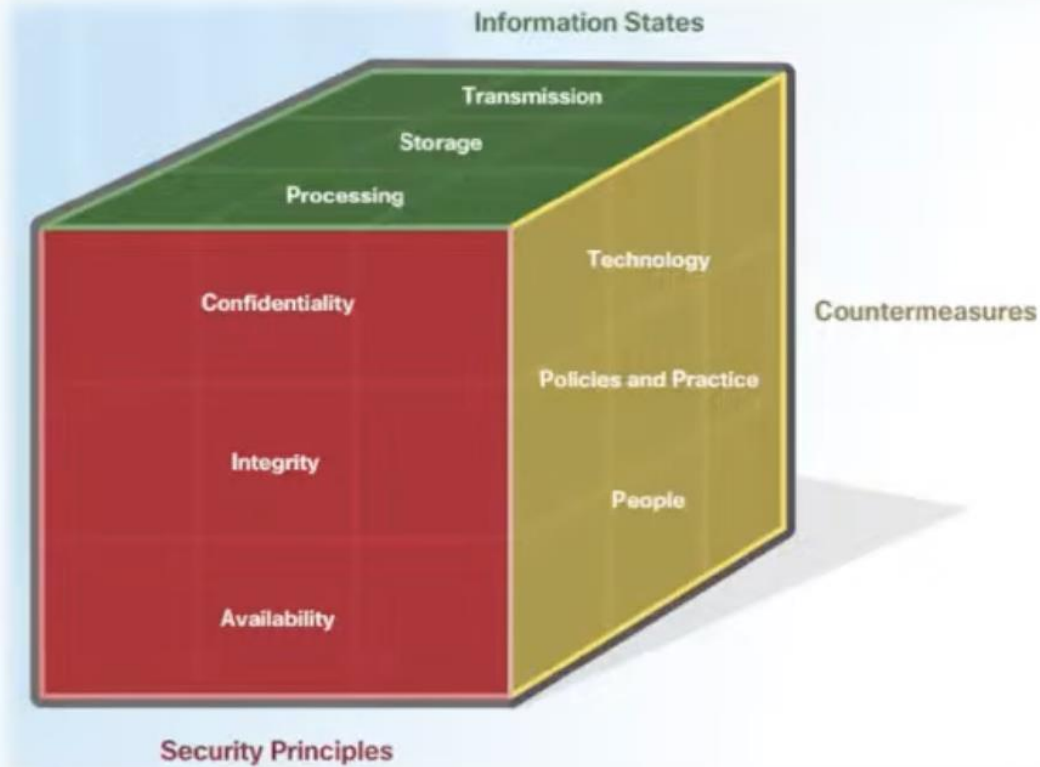 Information States
Transmission
Storage
Processing
Confidentiality
Technology
Countermeasures
Policies and Practice
Integrity
People
Availability
Security Principles